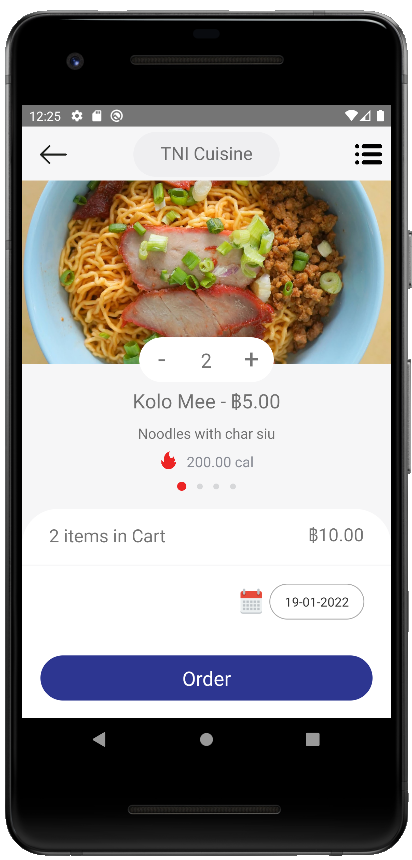 12:25
TNI Cuisine
- 2 +
Kolo Mee - ฿5.00
Noodles with char siu
200.00 cal
2 items in Cart ฿10.00
19-01-2022
Order